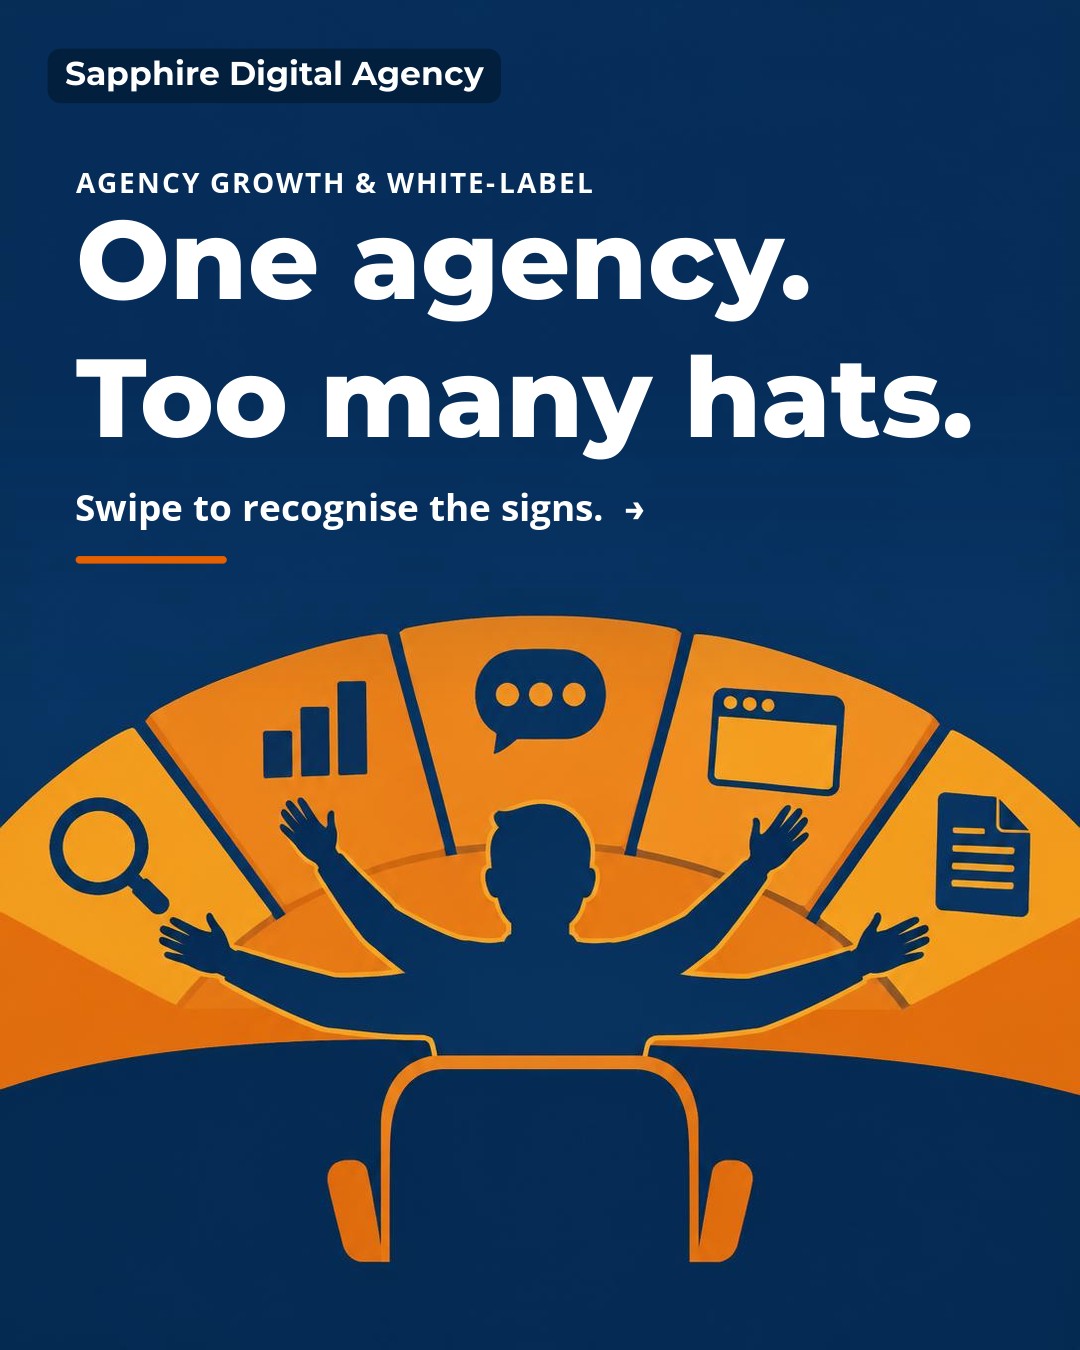 Sapphire Digital Agency
AGENCY GROWTH & WHITE-LABEL
One agency.
Too many hats.
Swipe to recognise the signs. →